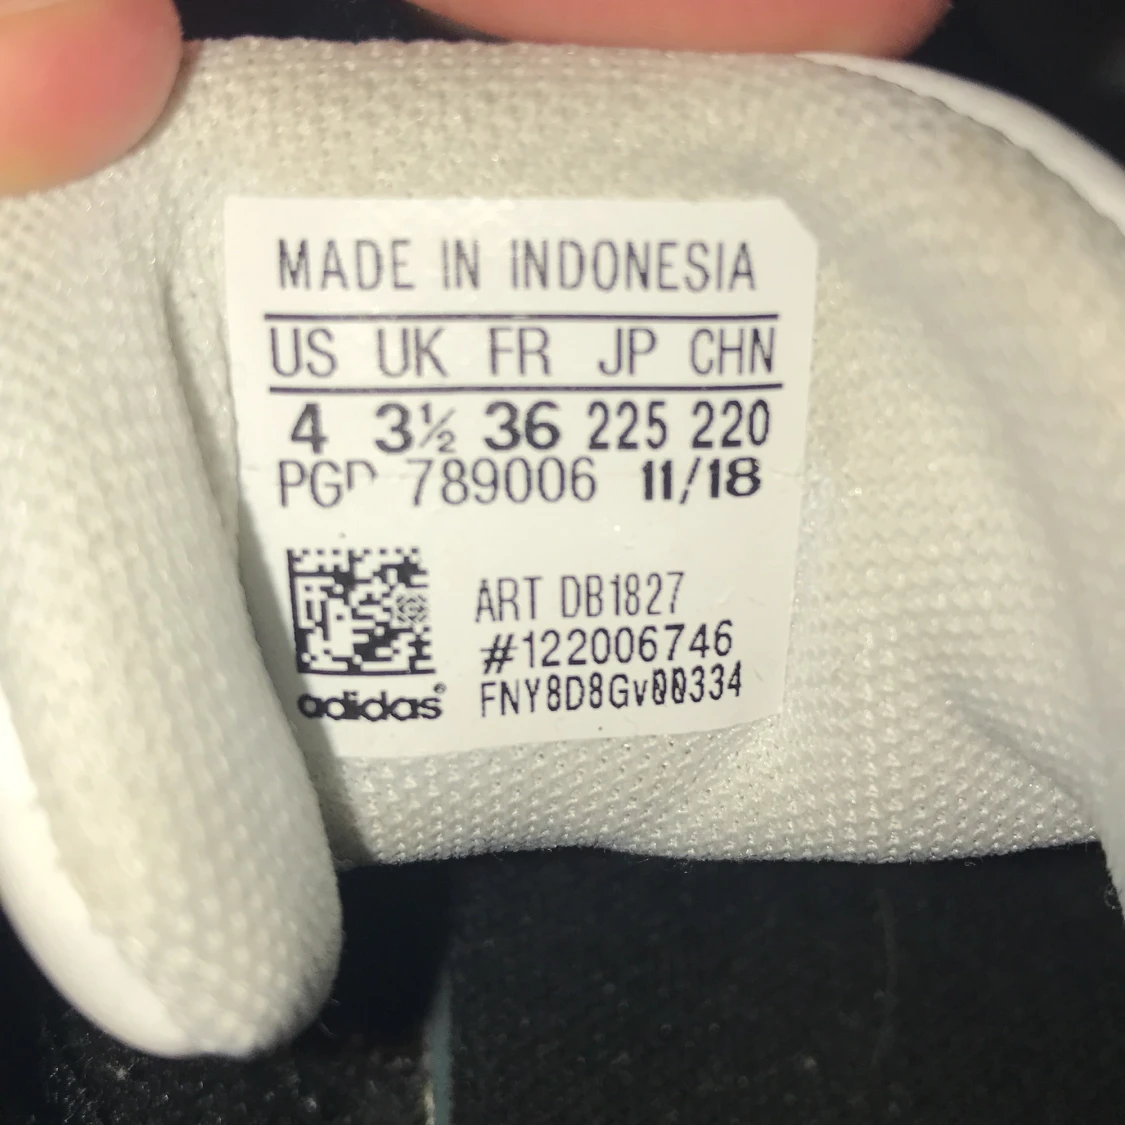 MADE IN INDONESIA
US UK FR JP CHN
4 3½ 36 225 220
789006 11/18
ART DB1827
#122006746
FNY8D8Gv00334
adidas